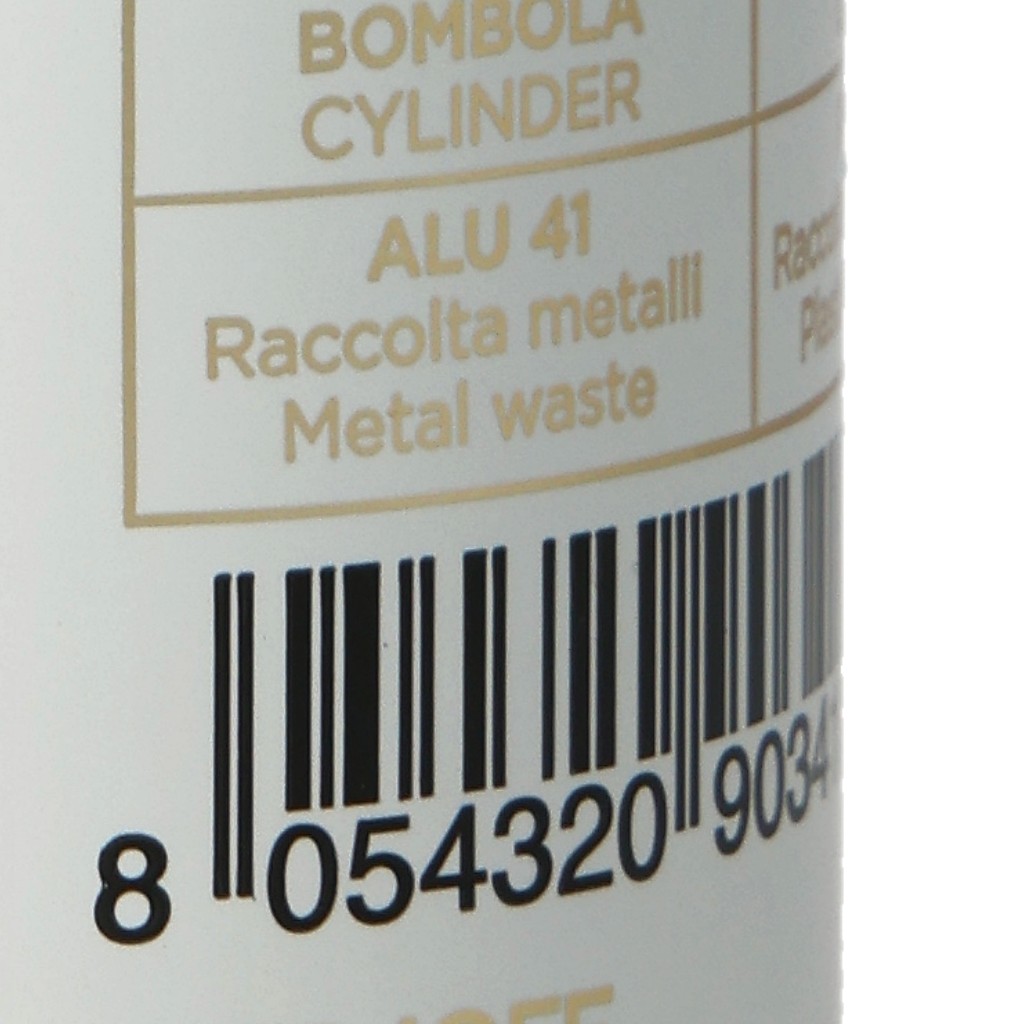 BOMBOLA
CYLINDER
ALU 41
Raccolta metalli
Metal waste
8 054320 9034